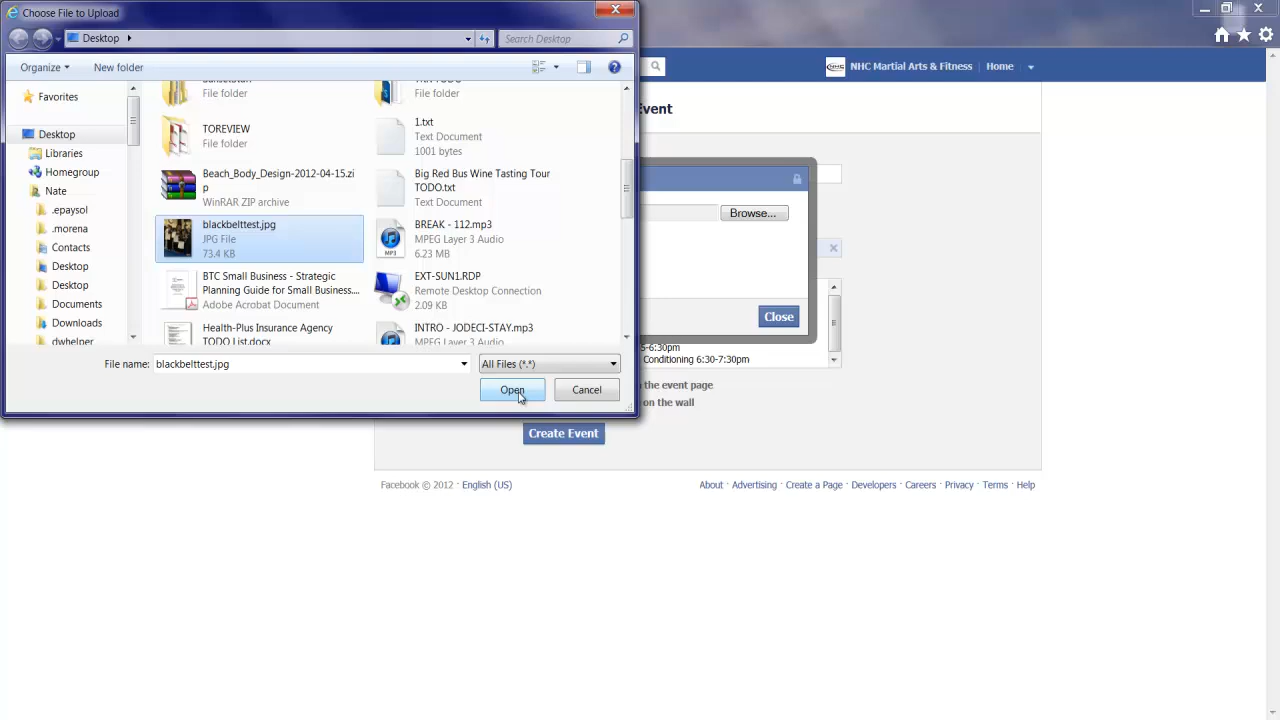 Choose File to Upload
Desktop
Search Desktop
Organize
New folder
Favorites
Desktop
Libraries
Homegroup
Nate
.epaysol
.morena
Contacts
Desktop
Desktop
Documents
Downloads
dwhelper
File folder
TOREVIEW
File folder
Beach_Body_Design-2012-04-15.zi
p
WinRAR ZIP archive
blackbelttest.jpg
JPG File
73.4 KB
BTC Small Business - Strategic
Planning Guide for Small Business....
Adobe Acrobat Document
Health-Plus Insurance Agency
TODO List.docx
File folder
1.txt
Text Document
1001 bytes
Big Red Bus Wine Tasting Tour
TODO.txt
Text Document
BREAK - 112.mp3
MPEG Layer 3 Audio
6.23 MB
MP3
EXT-SUN1.RDP
Remote Desktop Connection
2.09 KB
INTRO - JODECI-STAY.mp3
MPEG Layer 3 Audio
File name: blackbelttest.jpg
All Files (*.*)
Open
Cancel
NHC Martial Arts & Fitness
Home
Event
Browse...
Close
s-6:30pm
Conditioning 6:30-7:30pm
the event page
on the wall
Create Event
Facebook © 2012 · English (US)
About · Advertising · Create a Page · Developers · Careers · Privacy · Terms · Help